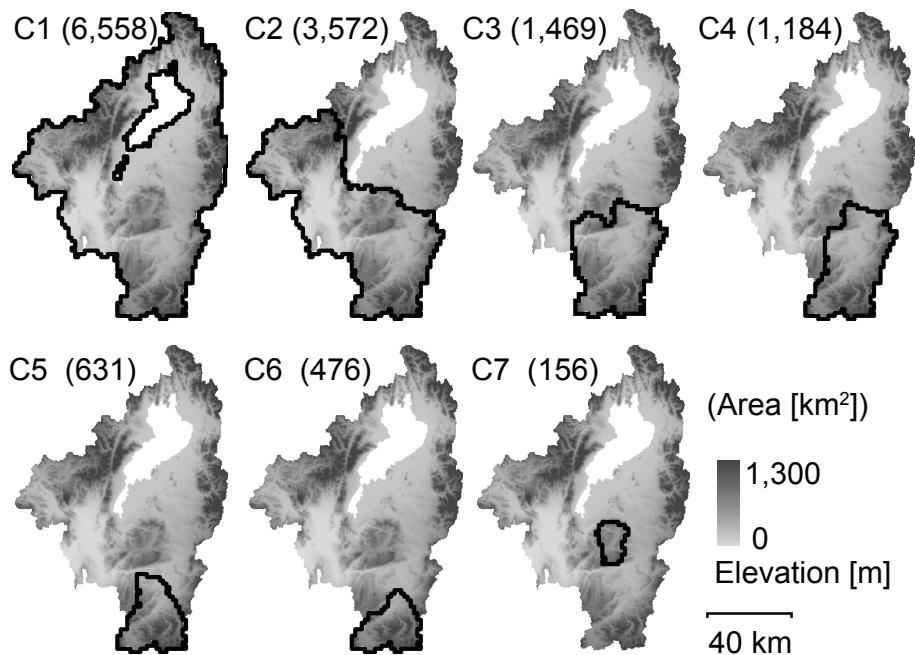 C1 (6,558) C2 (3,572) C3 (1,469) C4 (1,184)
C5 (631) C6 (476) C7 (156)
(Area [km²])
1,300
0
Elevation [m]
40 km